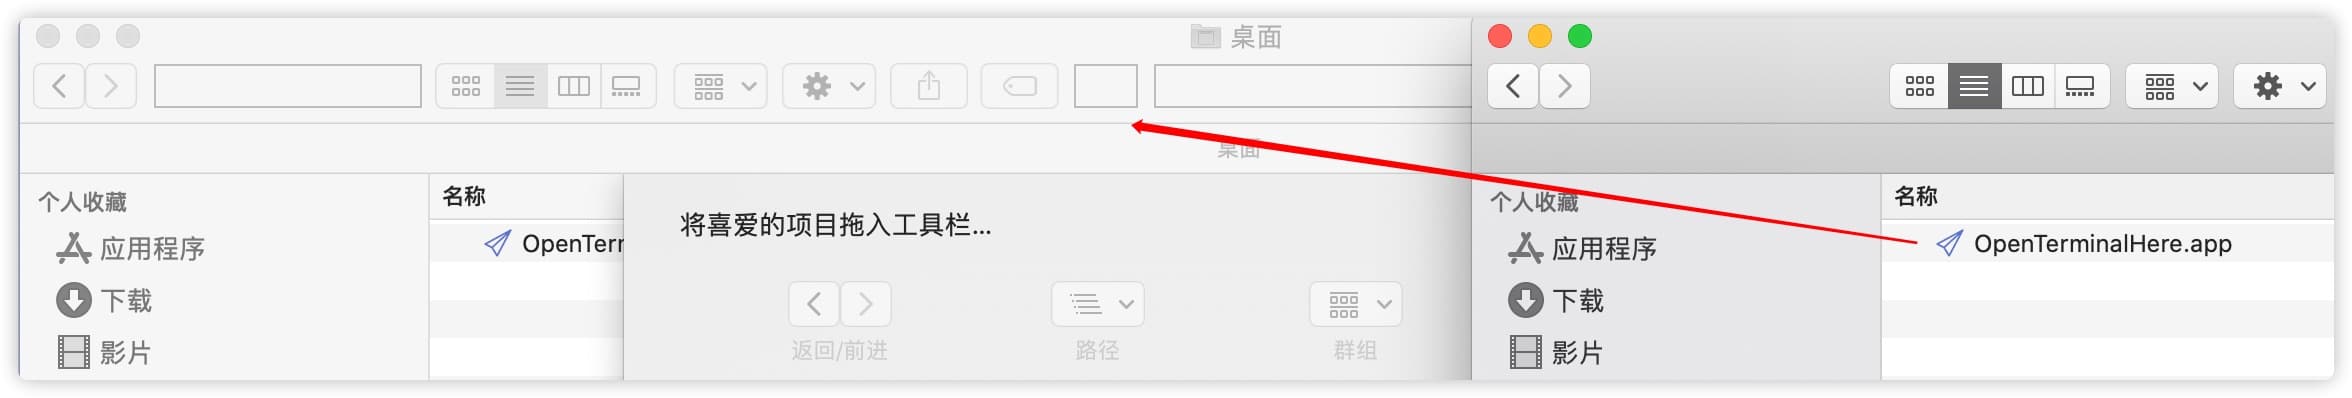 桌面
桌面
个人收藏
应用程序
下载
影片
名称
OpenTerm
将喜爱的项目拖入工具栏...
返回/前进
路径
群组
个人收藏
应用程序
下载
影片
名称
OpenTerminalHere.app